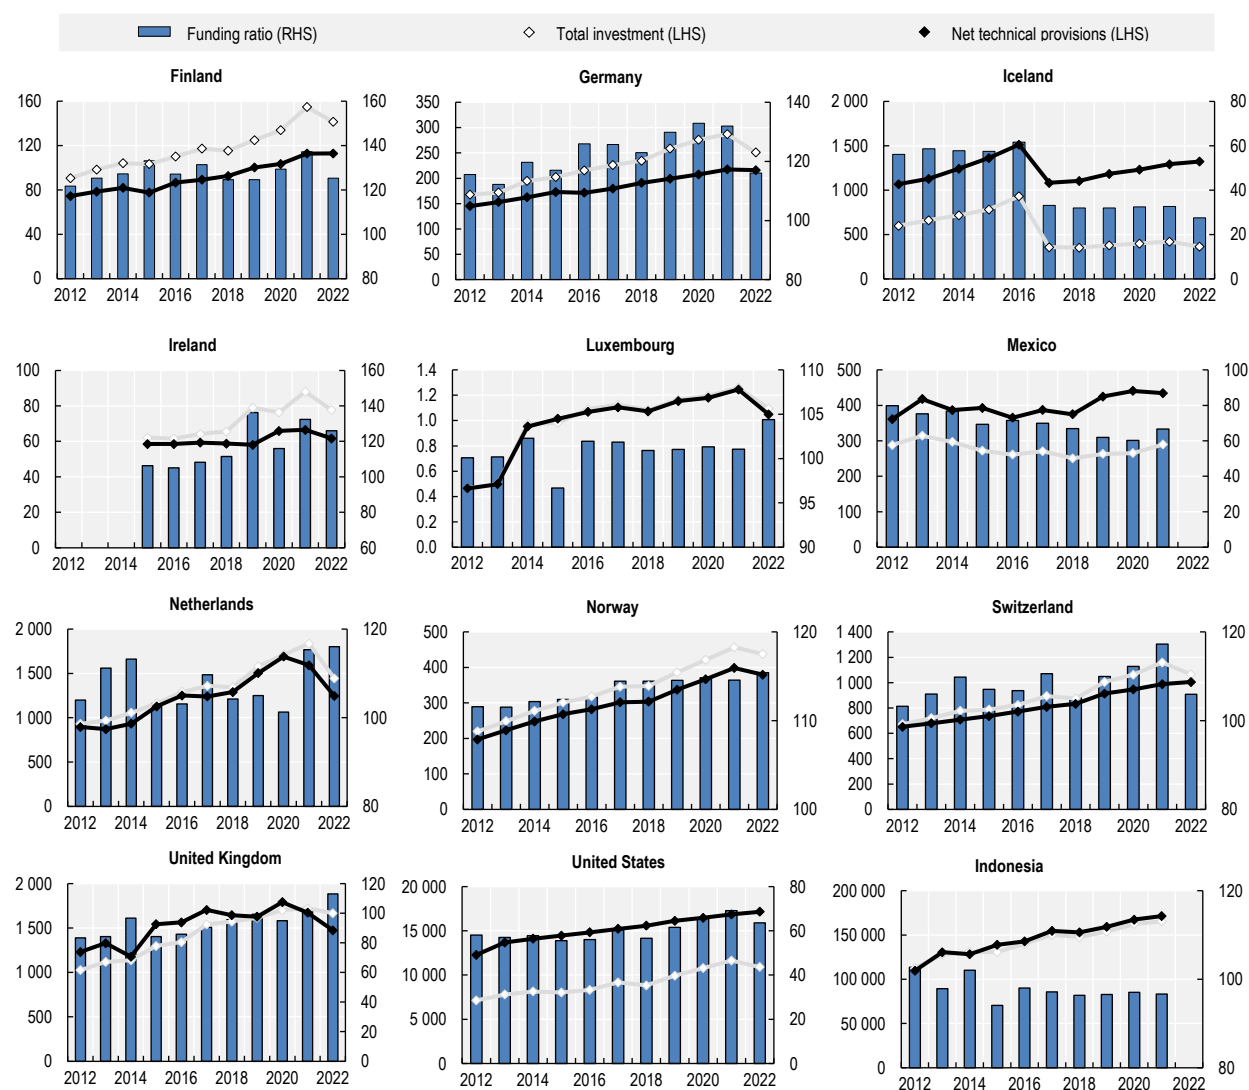 Funding ratio (RHS) Total investment (LHS) Net technical provisions (LHS)
Finland
160 160
120 140
80 120
40 100
0 80
2012 2014 2016 2018 2020 2022
Germany
350 140
300
250 120
200
150 100
100
50
0 80
2012 2014 2016 2018 2020 2022
Iceland
2 000 80
1 500 60
1 000 40
500 20
0 0
2012 2014 2016 2018 2020 2022
Ireland
100 160
80 140
60 120
40 100
20 80
0 60
2012 2014 2016 2018 2020 2022
Luxembourg
1.4 110
1.2 105
1.0
0.8 100
0.6
0.4 95
0.2
0.0 90
2012 2014 2016 2018 2020 2022
Mexico
500 100
400 80
300 60
200 40
100 20
0 0
2012 2014 2016 2018 2020 2022
Netherlands
2 000 120
1 500
1 000 100
500
0 80
2012 2014 2016 2018 2020 2022
Norway
500 120
400
300 110
200
100
0 100
2012 2014 2016 2018 2020 2022
Switzerland
1 400 120
1 200
1 000
800 100
600
400
200
0 80
2012 2014 2016 2018 2020 2022
United Kingdom
2 000 120
1 500 100
80
1 000 60
500 40
20
0 0
2012 2014 2016 2018 2020 2022
United States
20 000 80
15 000 60
10 000 40
5 000 20
0 0
2012 2014 2016 2018 2020 2022
Indonesia
200 000 120
150 000
100 000 100
50 000
0 80
2012 2014 2016 2018 2020 2022